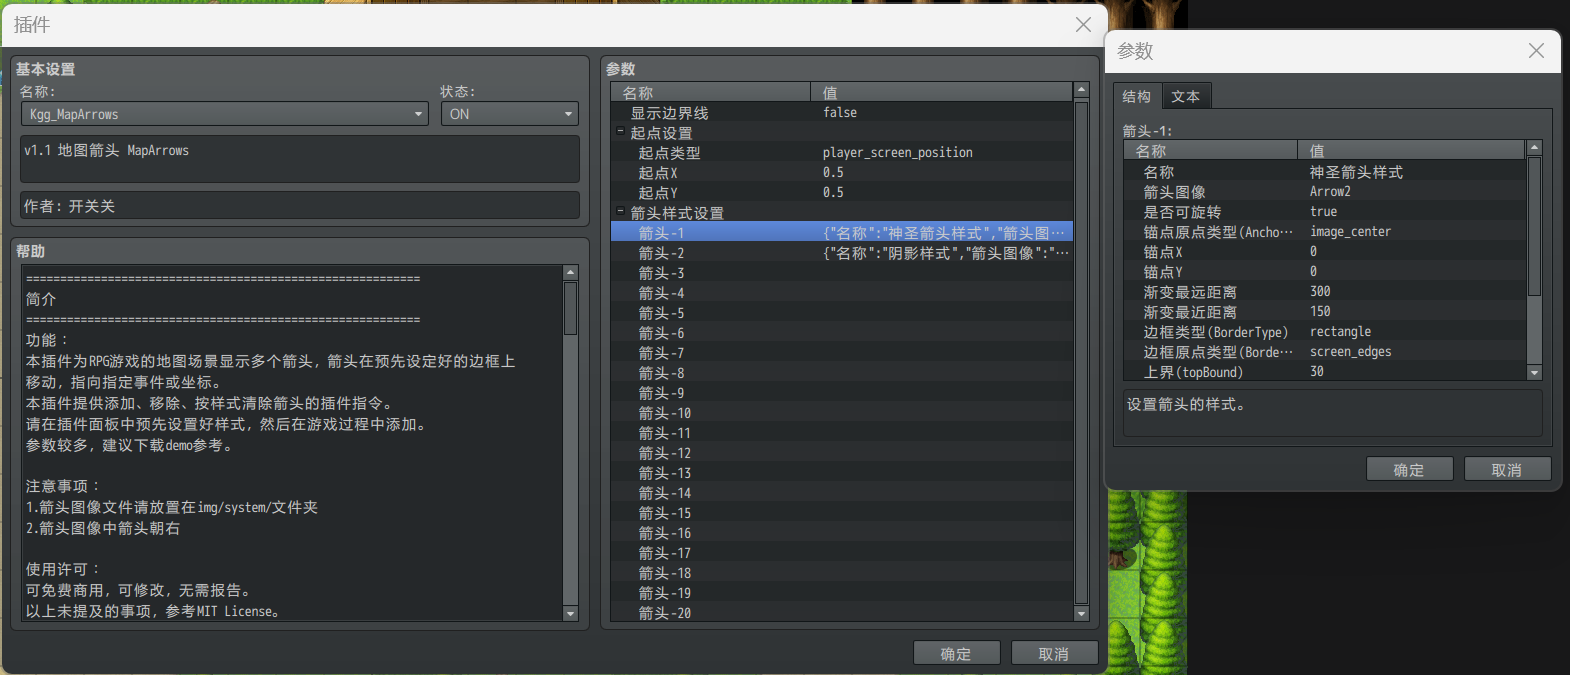 插件
基本设置
名称:
状态:
Kgg_MapArrows
ON
v1.1 地图箭头 MapArrows
作者: 开关关
帮助
==========================================================
简介
==========================================================
功能：
本插件为RPG游戏的地图场景显示多个箭头, 箭头在预先设定好的边框上
移动, 指向指定事件或坐标。
本插件提供添加、移除、按样式清除箭头的插件指令。
请在插件面板中预先设置好样式, 然后在游戏过程中添加。
参数较多, 建议下载demo参考。
注意事项：
1.箭头图像文件请放置在img/system/文件夹
2.箭头图像中箭头朝右
使用许可：
可免费商用, 可修改, 无需报告。
以上未提及的事项, 参考MIT License。
参数
名称 值
显示边界线 false
起点设置
起点类型 player_screen_position
起点X 0.5
起点Y 0.5
箭头样式设置
箭头-1 {"名称":"神圣箭头样式","箭头图…
箭头-2 {"名称":"阴影样式","箭头图像":"…
箭头-3
箭头-4
箭头-5
箭头-6
箭头-7
箭头-8
箭头-9
箭头-10
箭头-11
箭头-12
箭头-13
箭头-14
箭头-15
箭头-16
箭头-17
箭头-18
箭头-19
箭头-20
确定
取消
参数
结构
文本
箭头-1:
名称 值
名称 神圣箭头样式
箭头图像 Arrow2
是否可旋转 true
锚点原点类型(Ancho… image_center
锚点X 0
锚点Y 0
渐变最远距离 300
渐变最近距离 150
边框类型(BorderType) rectangle
边框原点类型(Borde… screen_edges
上界(topBound) 30
设置箭头的样式。
确定
取消